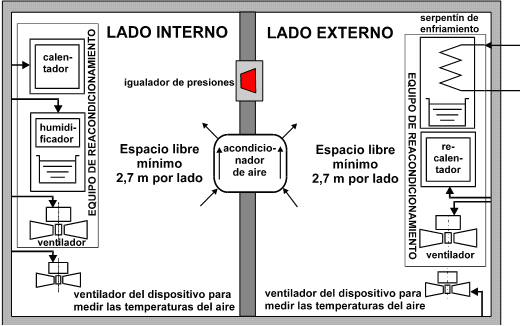 LADO INTERNO
LADO EXTERNO
serpentín de
enfriamiento
calen-
tador
humidi-
ficador
EQUIPO DE REACONDICIONAMIENTO
ventilador
igualador de presiones
Espacio libre
mínimo
2,7 m por lado
acondicio-
nador
de aire
Espacio libre
mínimo
2,7 m por lado
EQUIPO DE REACONDICIONAMIENTO
re-
calen-
tador
ventilador
ventilador del dispositivo para
medir las temperaturas del aire
ventilador del dispositivo para
medir las temperaturas del aire